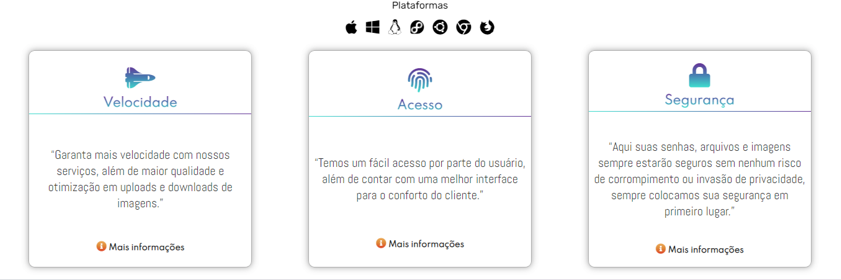 Plataformas
Velocidade
“Garanta mais velocidade com nossos
serviços, além de maior qualidade e
otimização em uploads e downloads de
imagens.”
Mais informações
Acesso
“Temos um fácil acesso por parte do usuário,
além de contar com uma melhor interface
para o conforto do cliente.”
Mais informações
Segurança
“Aqui suas senhas, arquivos e imagens
sempre estarão seguros sem nenhum risco
de corrompimento ou invasão de privacidade,
sempre colocamos sua segurança em
primeiro lugar.”
Mais informações